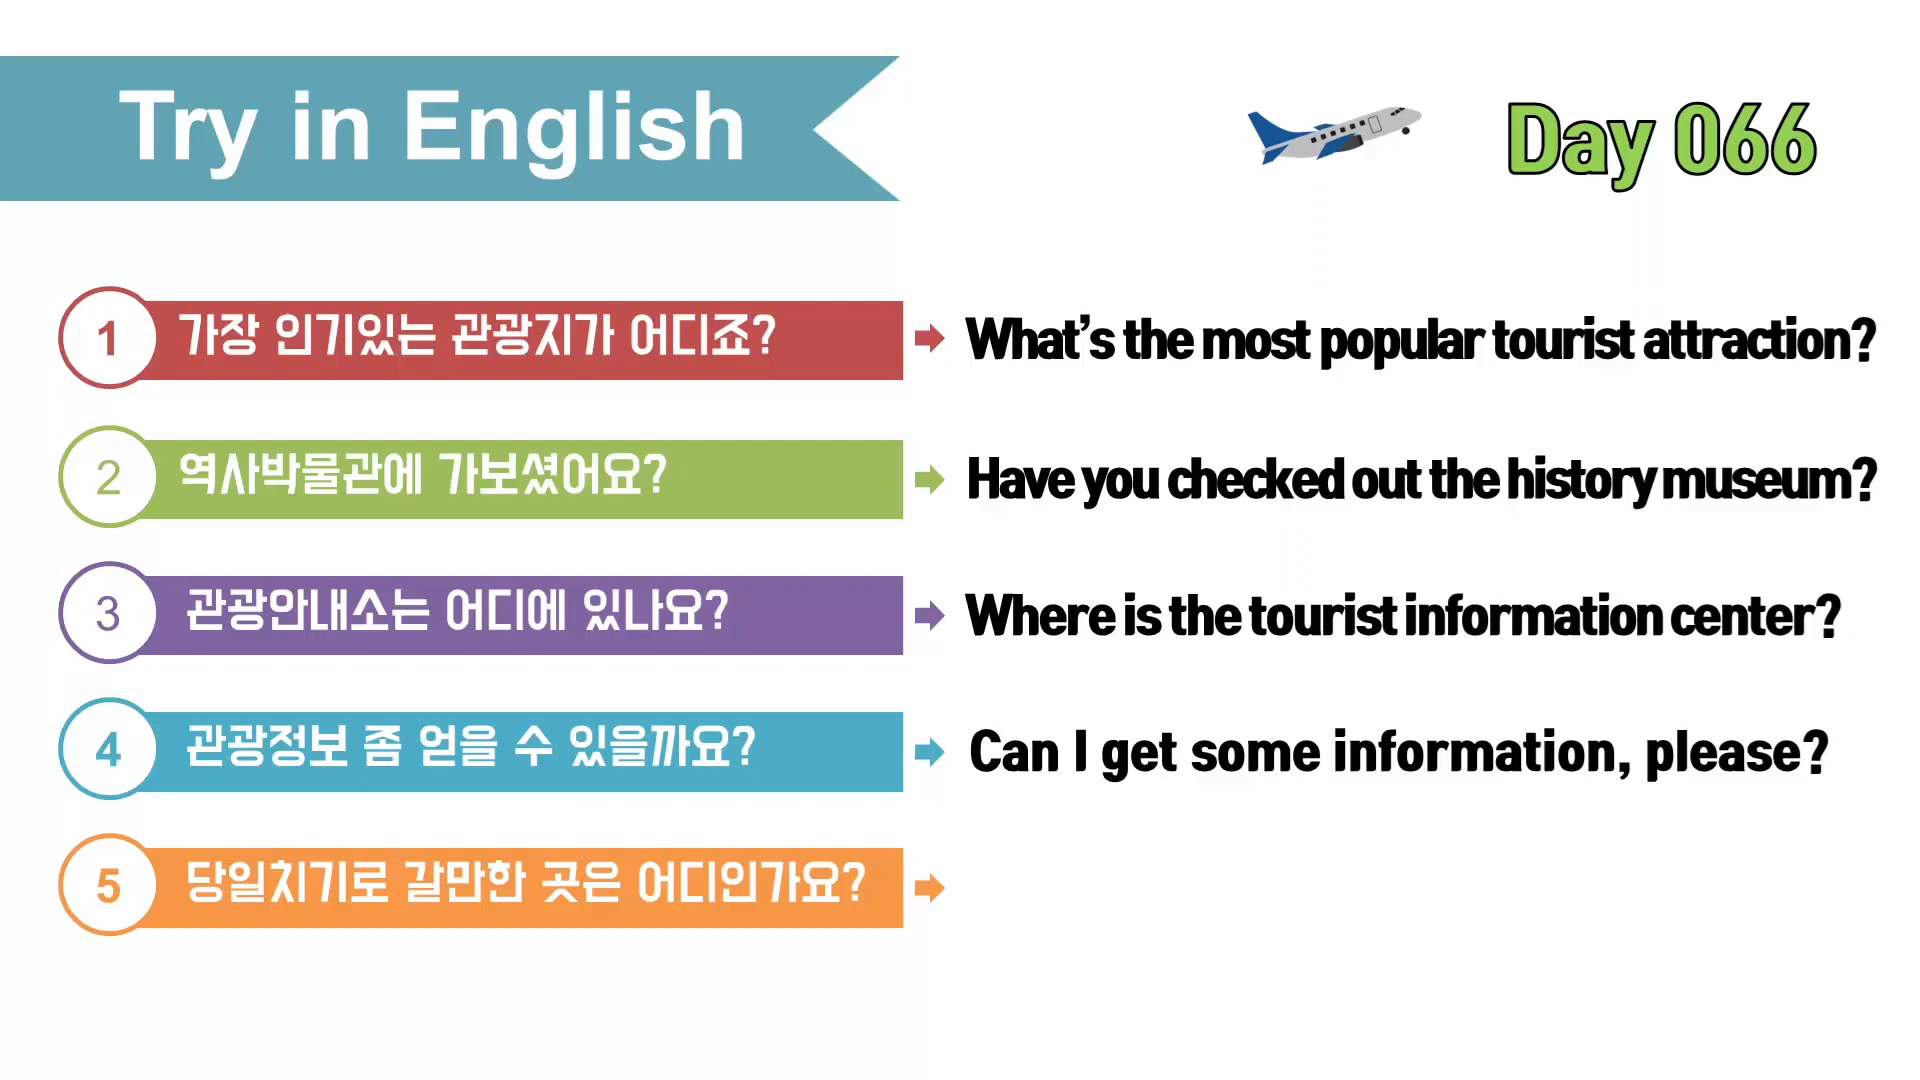 Try in English
Day 066
1 가장 인기있는 관광지가 어디죠? What's the most popular tourist attraction?
2 역사박물관에 가보셨어요? Have you checked out the history museum?
3 관광안내소는 어디에 있나요? Where is the tourist information center?
4 관광정보 좀 얻을 수 있을까요? Can I get some information, please?
5 당일치기로 갈만한 곳은 어디인가요?